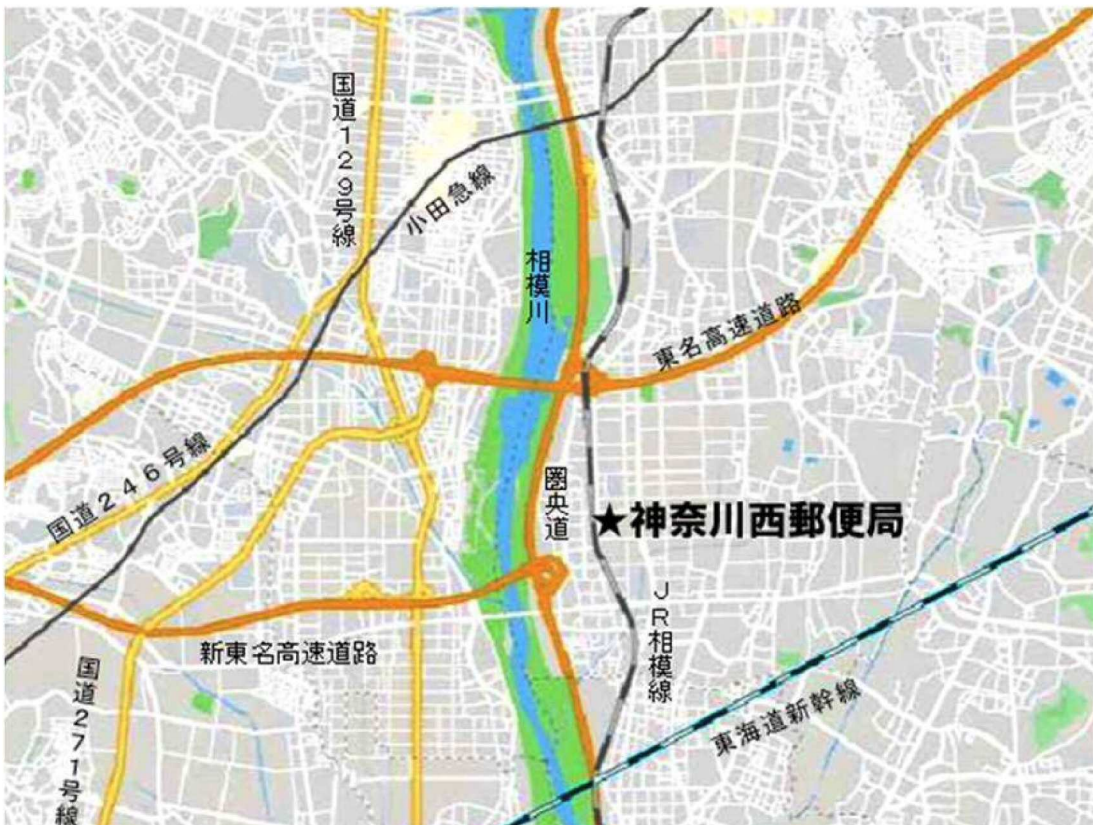 国道129号線
小田急線
相模川
東名高速道路
国道246号線
圏央道
★神奈川西郵便局
JR相模線
新東名高速道路
国道271号線
東海道新幹線